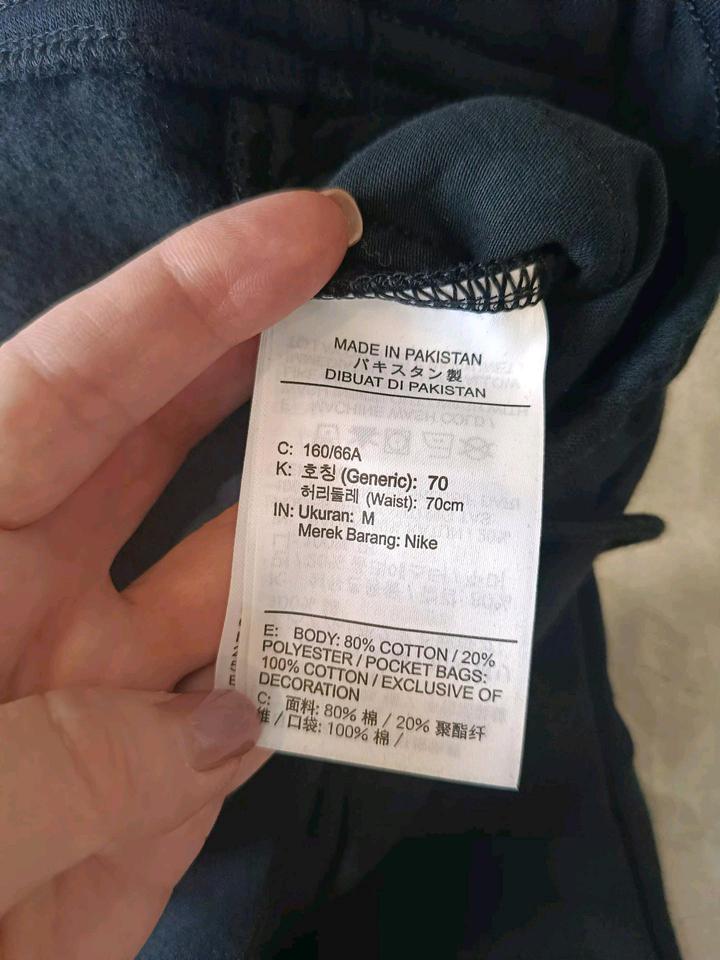 MADE IN PAKISTAN
パキスタン製
DIBUAT DI PAKISTAN
C: 160/66A
K: 호칭 (Generic): 70
허리둘레 (Waist): 70cm
IN: Ukuran: M
Merek Barang: Nike
E: BODY: 80% COTTON / 20%
POLYESTER / POCKET BAGS:
100% COTTON / EXCLUSIVE OF
DECORATION
C: 面料: 80% 棉 / 20% 聚酯纤
维 / 口袋: 100% 棉 /